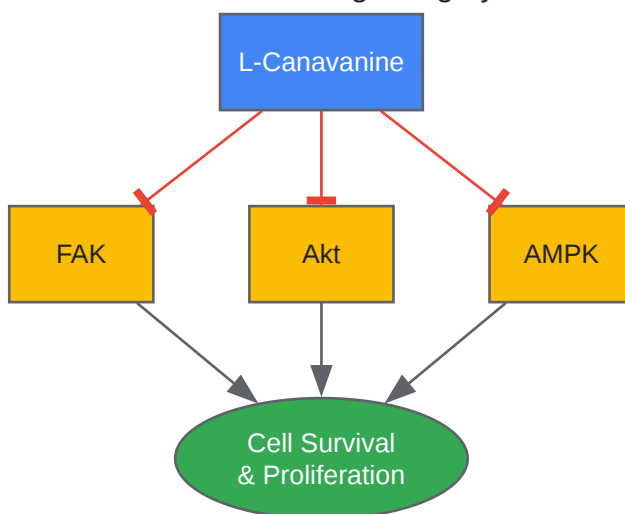 L-Canavanine
FAK
Akt
AMPK
Cell Survival
& Proliferation